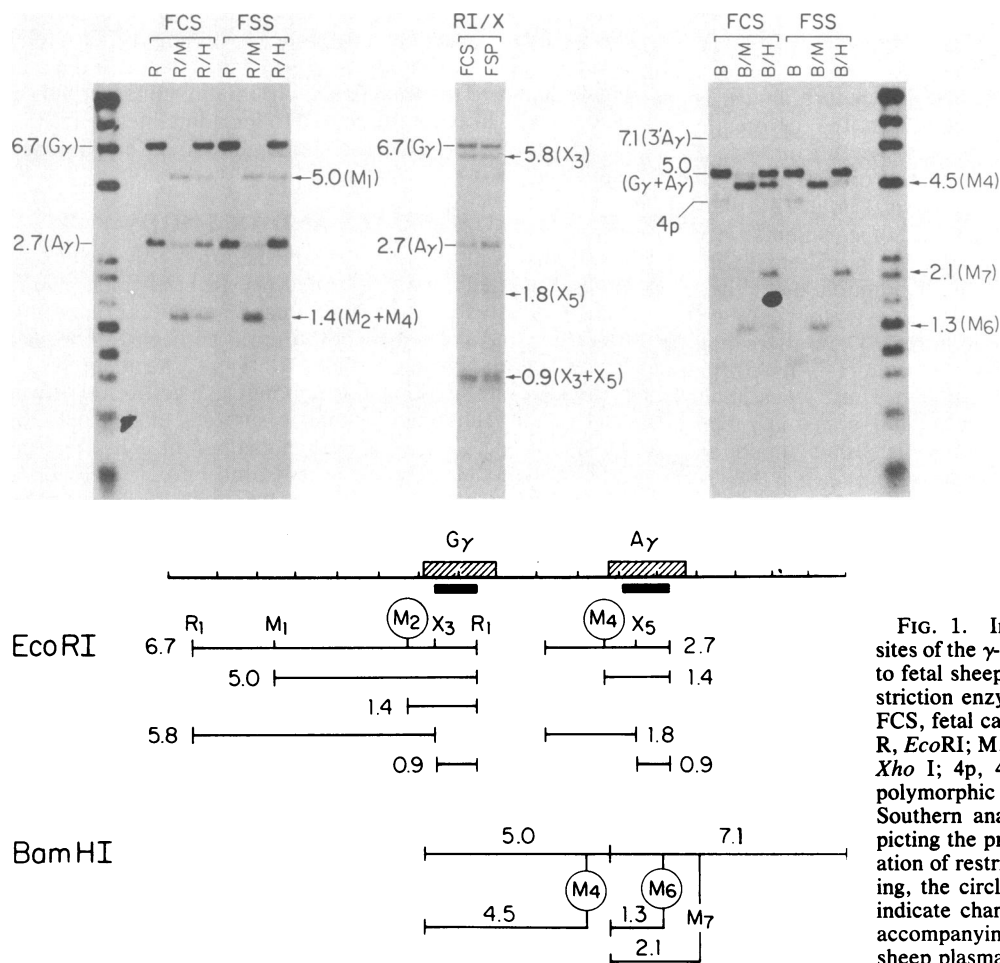 FCS FSS
R R/M R/H R R/M R/H
6.7(Gγ)
5.0(M1)
2.7(Aγ)
1.4(M2+M4)
RI/X
FCS FSP
6.7(Gγ)
5.8(X3)
2.7(Aγ)
1.8(X5)
0.9(X3+X5)
FCS FSS
B B/M B/H B B/M B/H
7.1(3'Aγ)
5.0
(Gγ+Aγ)
4.5(M4)
4p
2.1(M7)
1.3(M6)
Gγ Aγ
EcoRI
R1 M1 M2 X3 R1 M4 X5
6.7 2.7
5.0 1.4
1.4
5.8 1.8
0.9 0.9
BamHI
5.0 7.1
M4 M6
4.5 1.3 M7
2.1
FIG. 1. I
sites of the γ-
to fetal sheep
striction enzy
FCS, fetal ca
R, EcoRI; M
Xho I; 4p, 4
polymorphic
Southern ana
picting the pr
ation of restri
ing, the circl
indicate char
accompanyin
sheep plasma